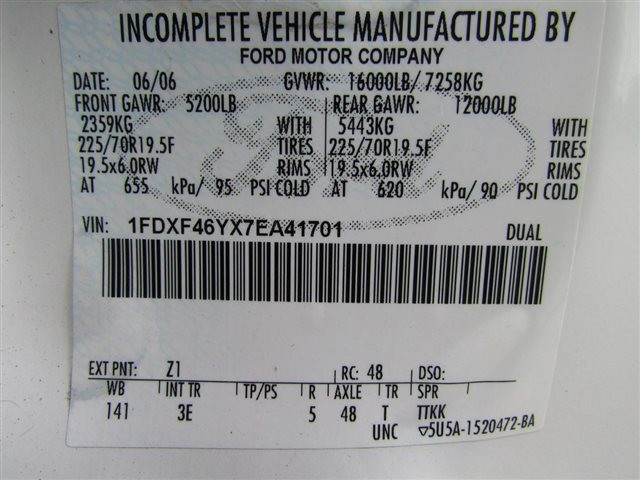 INCOMPLETE VEHICLE MANUFACTURED BY
FORD MOTOR COMPANY
DATE: 06/06 GVWR: 16000LB/ 7258KG
FRONT GAWR: 5200LB REAR GAWR: 12000LB
2359KG WITH 5443KG WITH
225/70R19.5F TIRES 225/70R19.5F TIRES
19.5x6.0RW RIMS 19.5x6.0RW RIMS
AT 655 kPa/ 95 PSI COLD AT 620 kPa/ 90 PSI COLD
VIN: 1FDXF46YX7EA41701 DUAL
EXT PNT: Z1 RC: 48 DSO:
WB INT TR TP/PS R AXLE TR SPR
141 3E 5 48 T TTKK
UNC ▽5U5A-1520472-BA